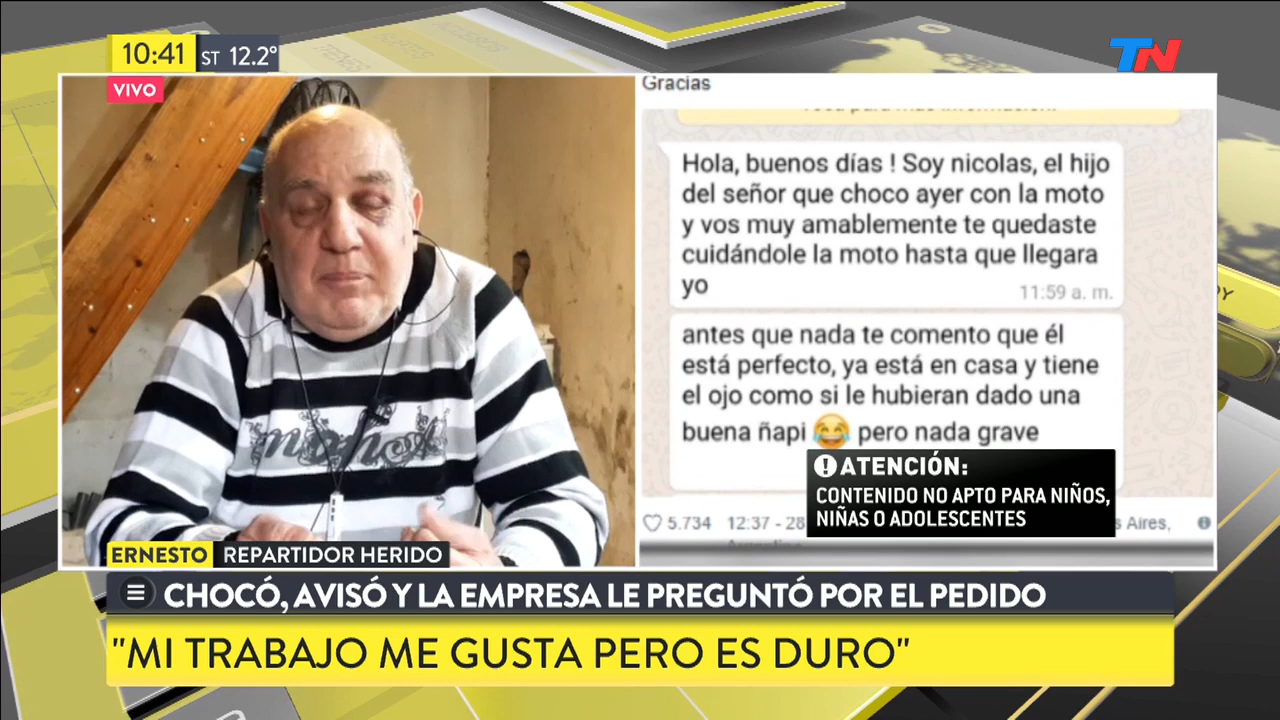 10:41 ST 12.2°
VIVO
TN
Gracias
Hola, buenos días ! Soy nicolas, el hijo
del señor que choco ayer con la moto
y vos muy amablemente te quedaste
cuidándole la moto hasta que llegara
yo
11:59 a. m.
antes que nada te comento que él
está perfecto, ya está en casa y tiene
el ojo como si le hubieran dado una
buena ñapi 😂 pero nada grave
ATENCIÓN:
CONTENIDO NO APTO PARA NIÑOS,
NIÑAS O ADOLESCENTES
5.734 12:37 - 28 s Aires,
ERNESTO REPARTIDOR HERIDO
CHOCÓ, AVISÓ Y LA EMPRESA LE PREGUNTÓ POR EL PEDIDO
"MI TRABAJO ME GUSTA PERO ES DURO"